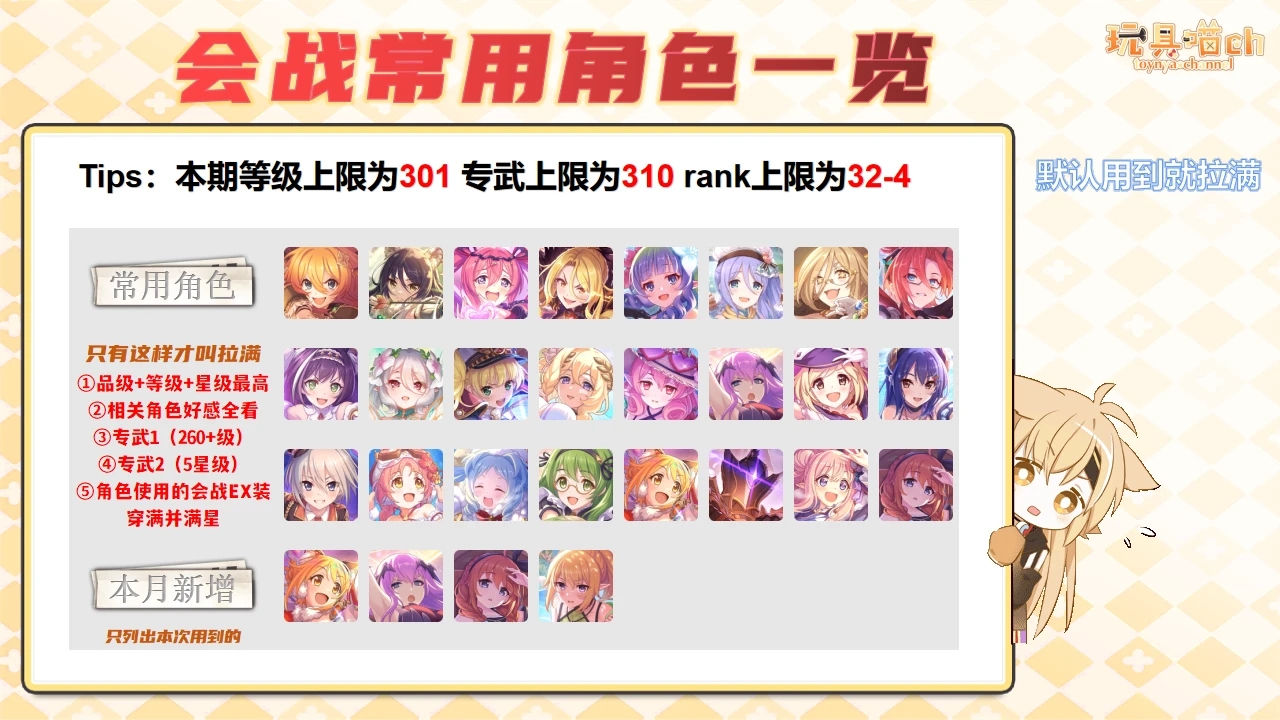 会战常用角色一览
玩具喵ch
toynya channel
Tips：本期等级上限为301 专武上限为310 rank上限为32-4
默认用到就拉满
常用角色
只有这样才叫拉满
①品级+等级+星级最高
②相关角色好感全看
③专武1（260+级）
④专武2（5星级）
⑤角色使用的会战EX装
穿满并满星
本月新增
只列出本次用到的